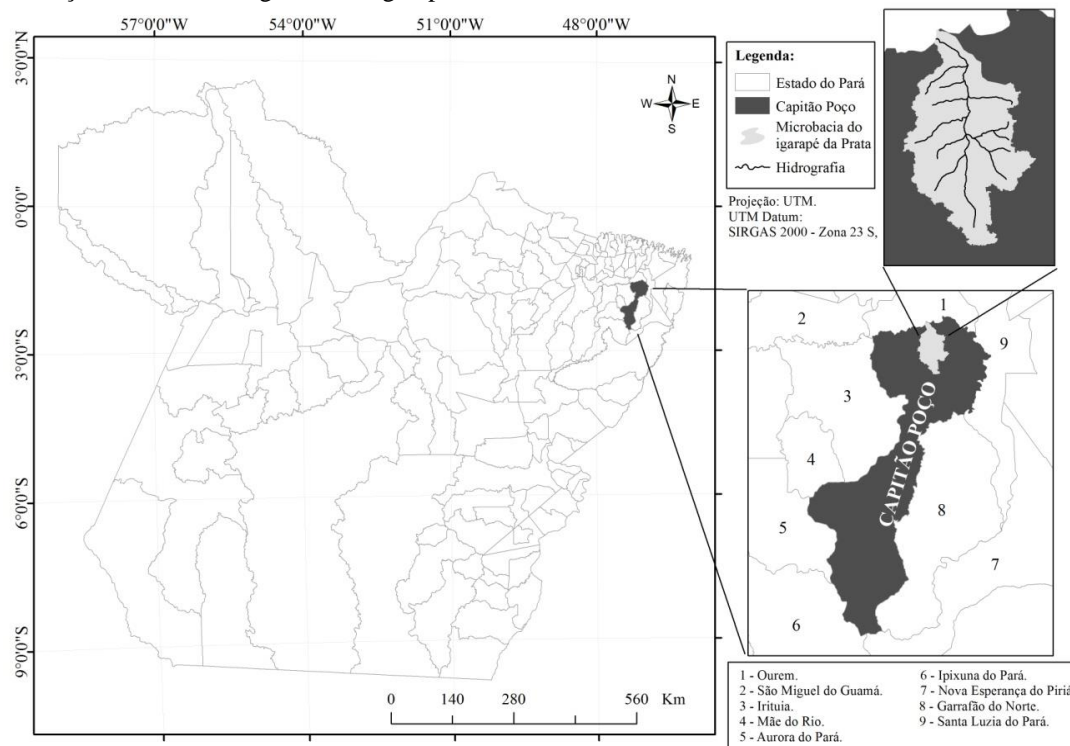 57°0'0"W
54°0'0"W
51°0'0"W
48°0'0"W
3°0'0"N
0°0'0"
3°0'0"S
6°0'0"S
9°0'0"S
N
W E
S
Legenda:
Estado do Pará
Capitão Poço
Microbacia do
igarapé da Prata
Hidrografia
Projeção: UTM.
UTM Datum:
SIRGAS 2000 - Zona 23 S,
1
2
9
3
4
5
8
7
6
CAPITÃO POÇO
0 140 280 560 Km
1 - Ourem.
2 - São Miguel do Guamá.
3 - Irituia.
4 - Mãe do Rio.
5 - Aurora do Pará.
6 - Ipixuna do Pará.
7 - Nova Esperança do Piriá
8 - Garrafão do Norte.
9 - Santa Luzia do Pará.